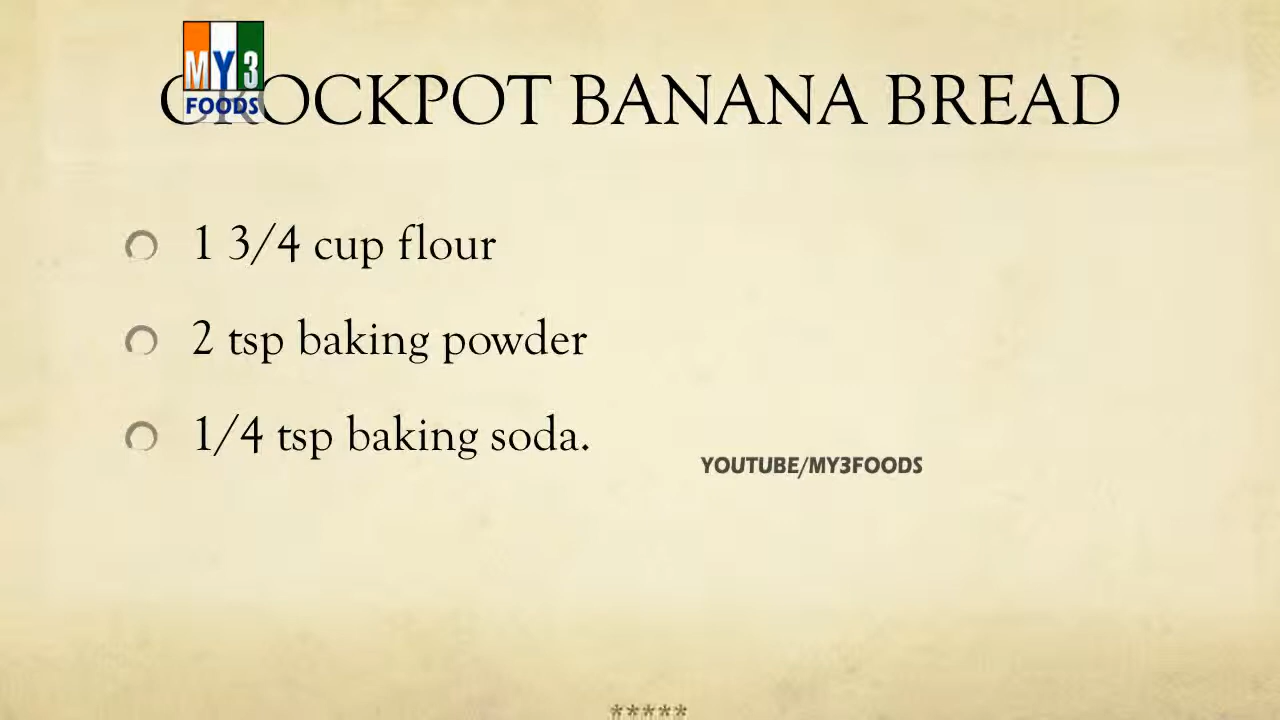 MY3
FOODS
CROCKPOT BANANA BREAD
1 3/4 cup flour
2 tsp baking powder
1/4 tsp baking soda.
YOUTUBE/MY3FOODS
*****